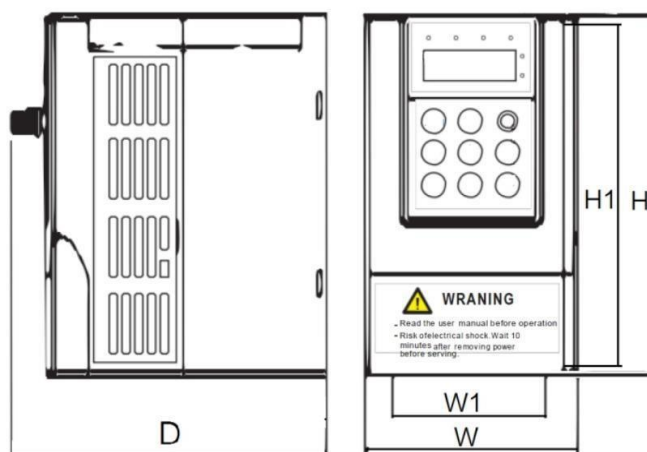 H1
H
WRANING
- Read the user manual before operation
- Risk ofelectrical shock.Wait 10
minutes after removing power
before serving.
W1
D
W